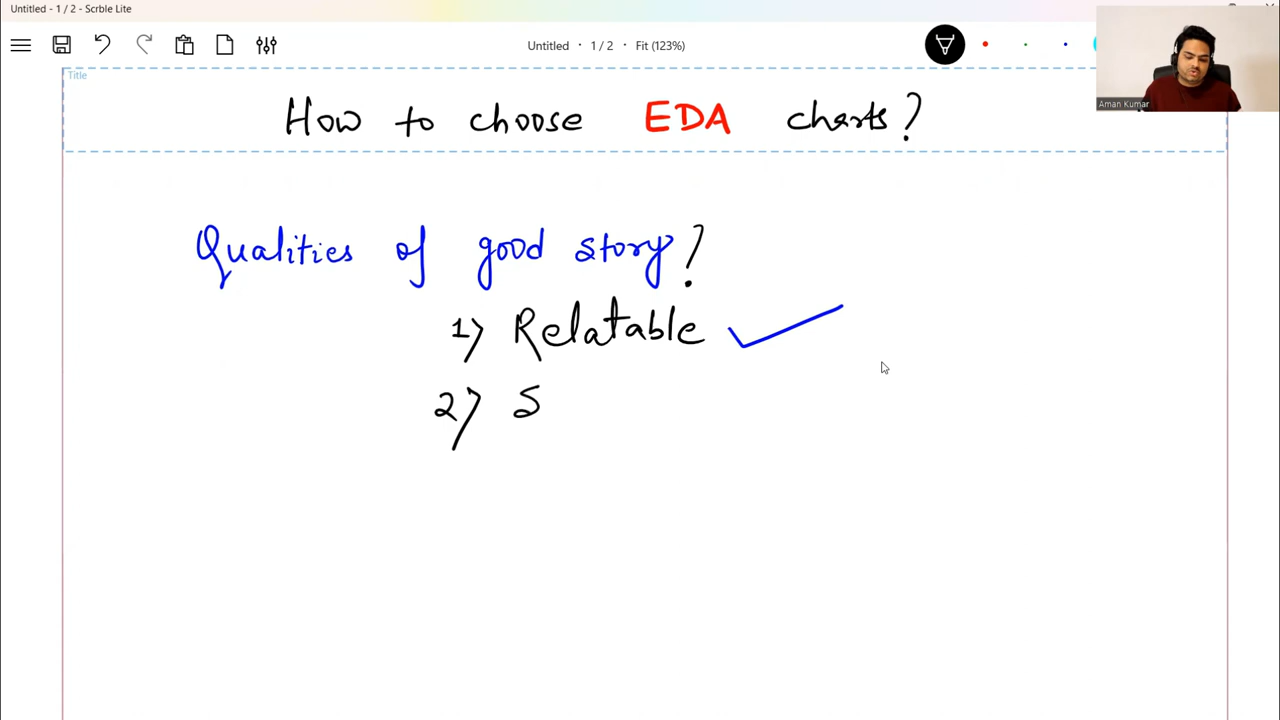 Untitled - 1 / 2 - Scrble Lite
Untitled · 1 / 2 · Fit (123%)
Aman Kumar
Title
How to choose EDA charts?
Qualities of good story?
1) Relatable
2) S